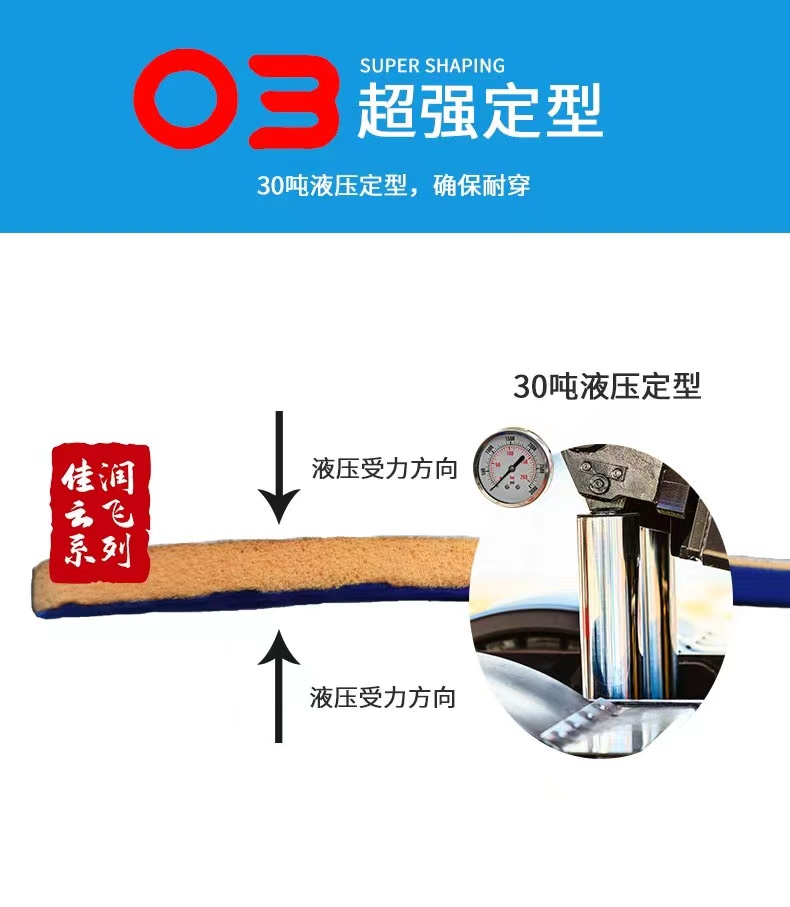 03
SUPER SHAPING
超强定型
30吨液压定型，确保耐穿
30吨液压定型
液压受力方向
佳润
云飞
系列
液压受力方向